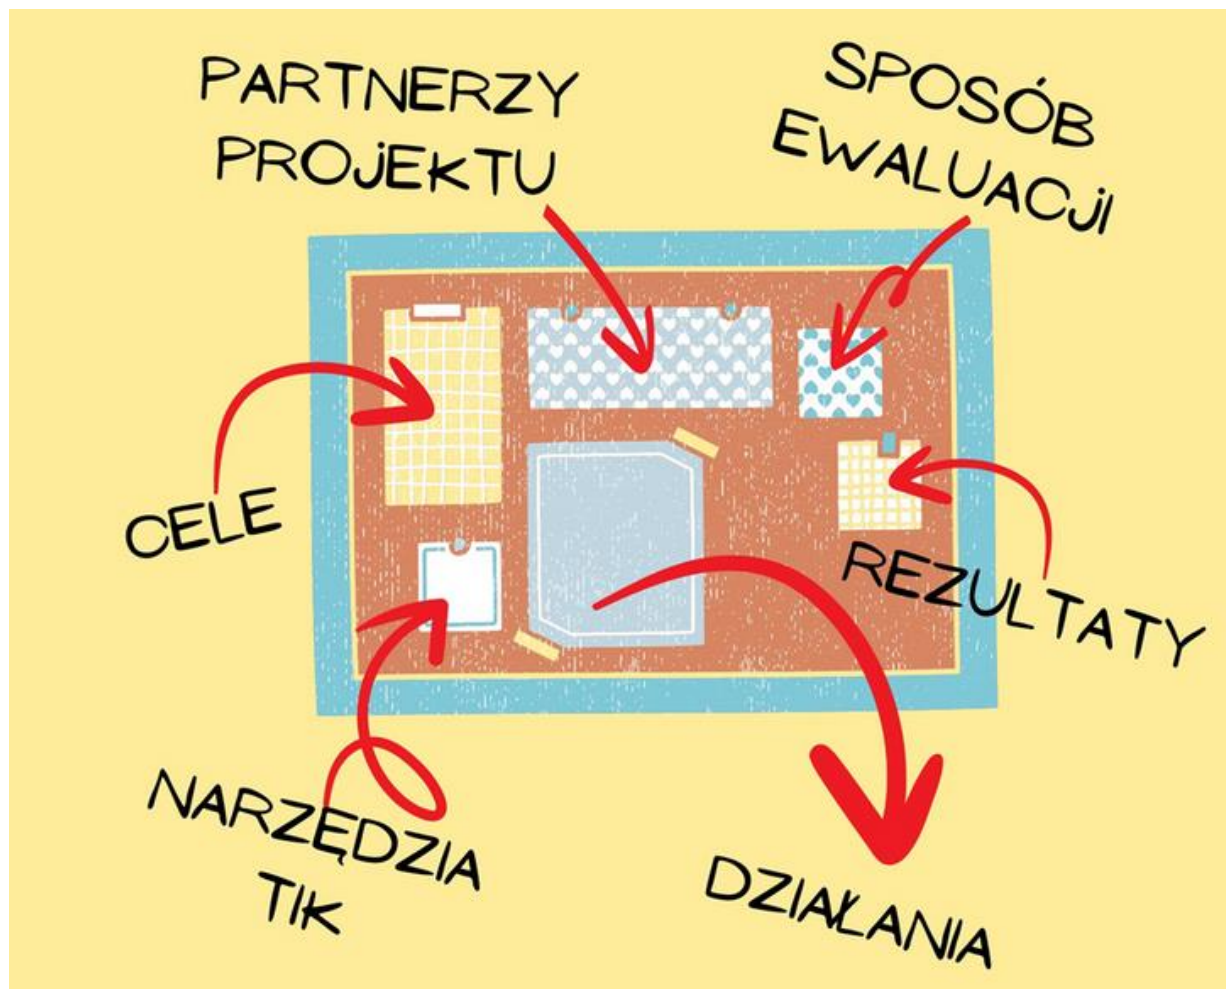 PARTNERZY
PROJEKTU
SPOSÓB
EWALUACJI
CELE
REZULTATY
NARZĘDZIA
TIK
DZIAŁANIA